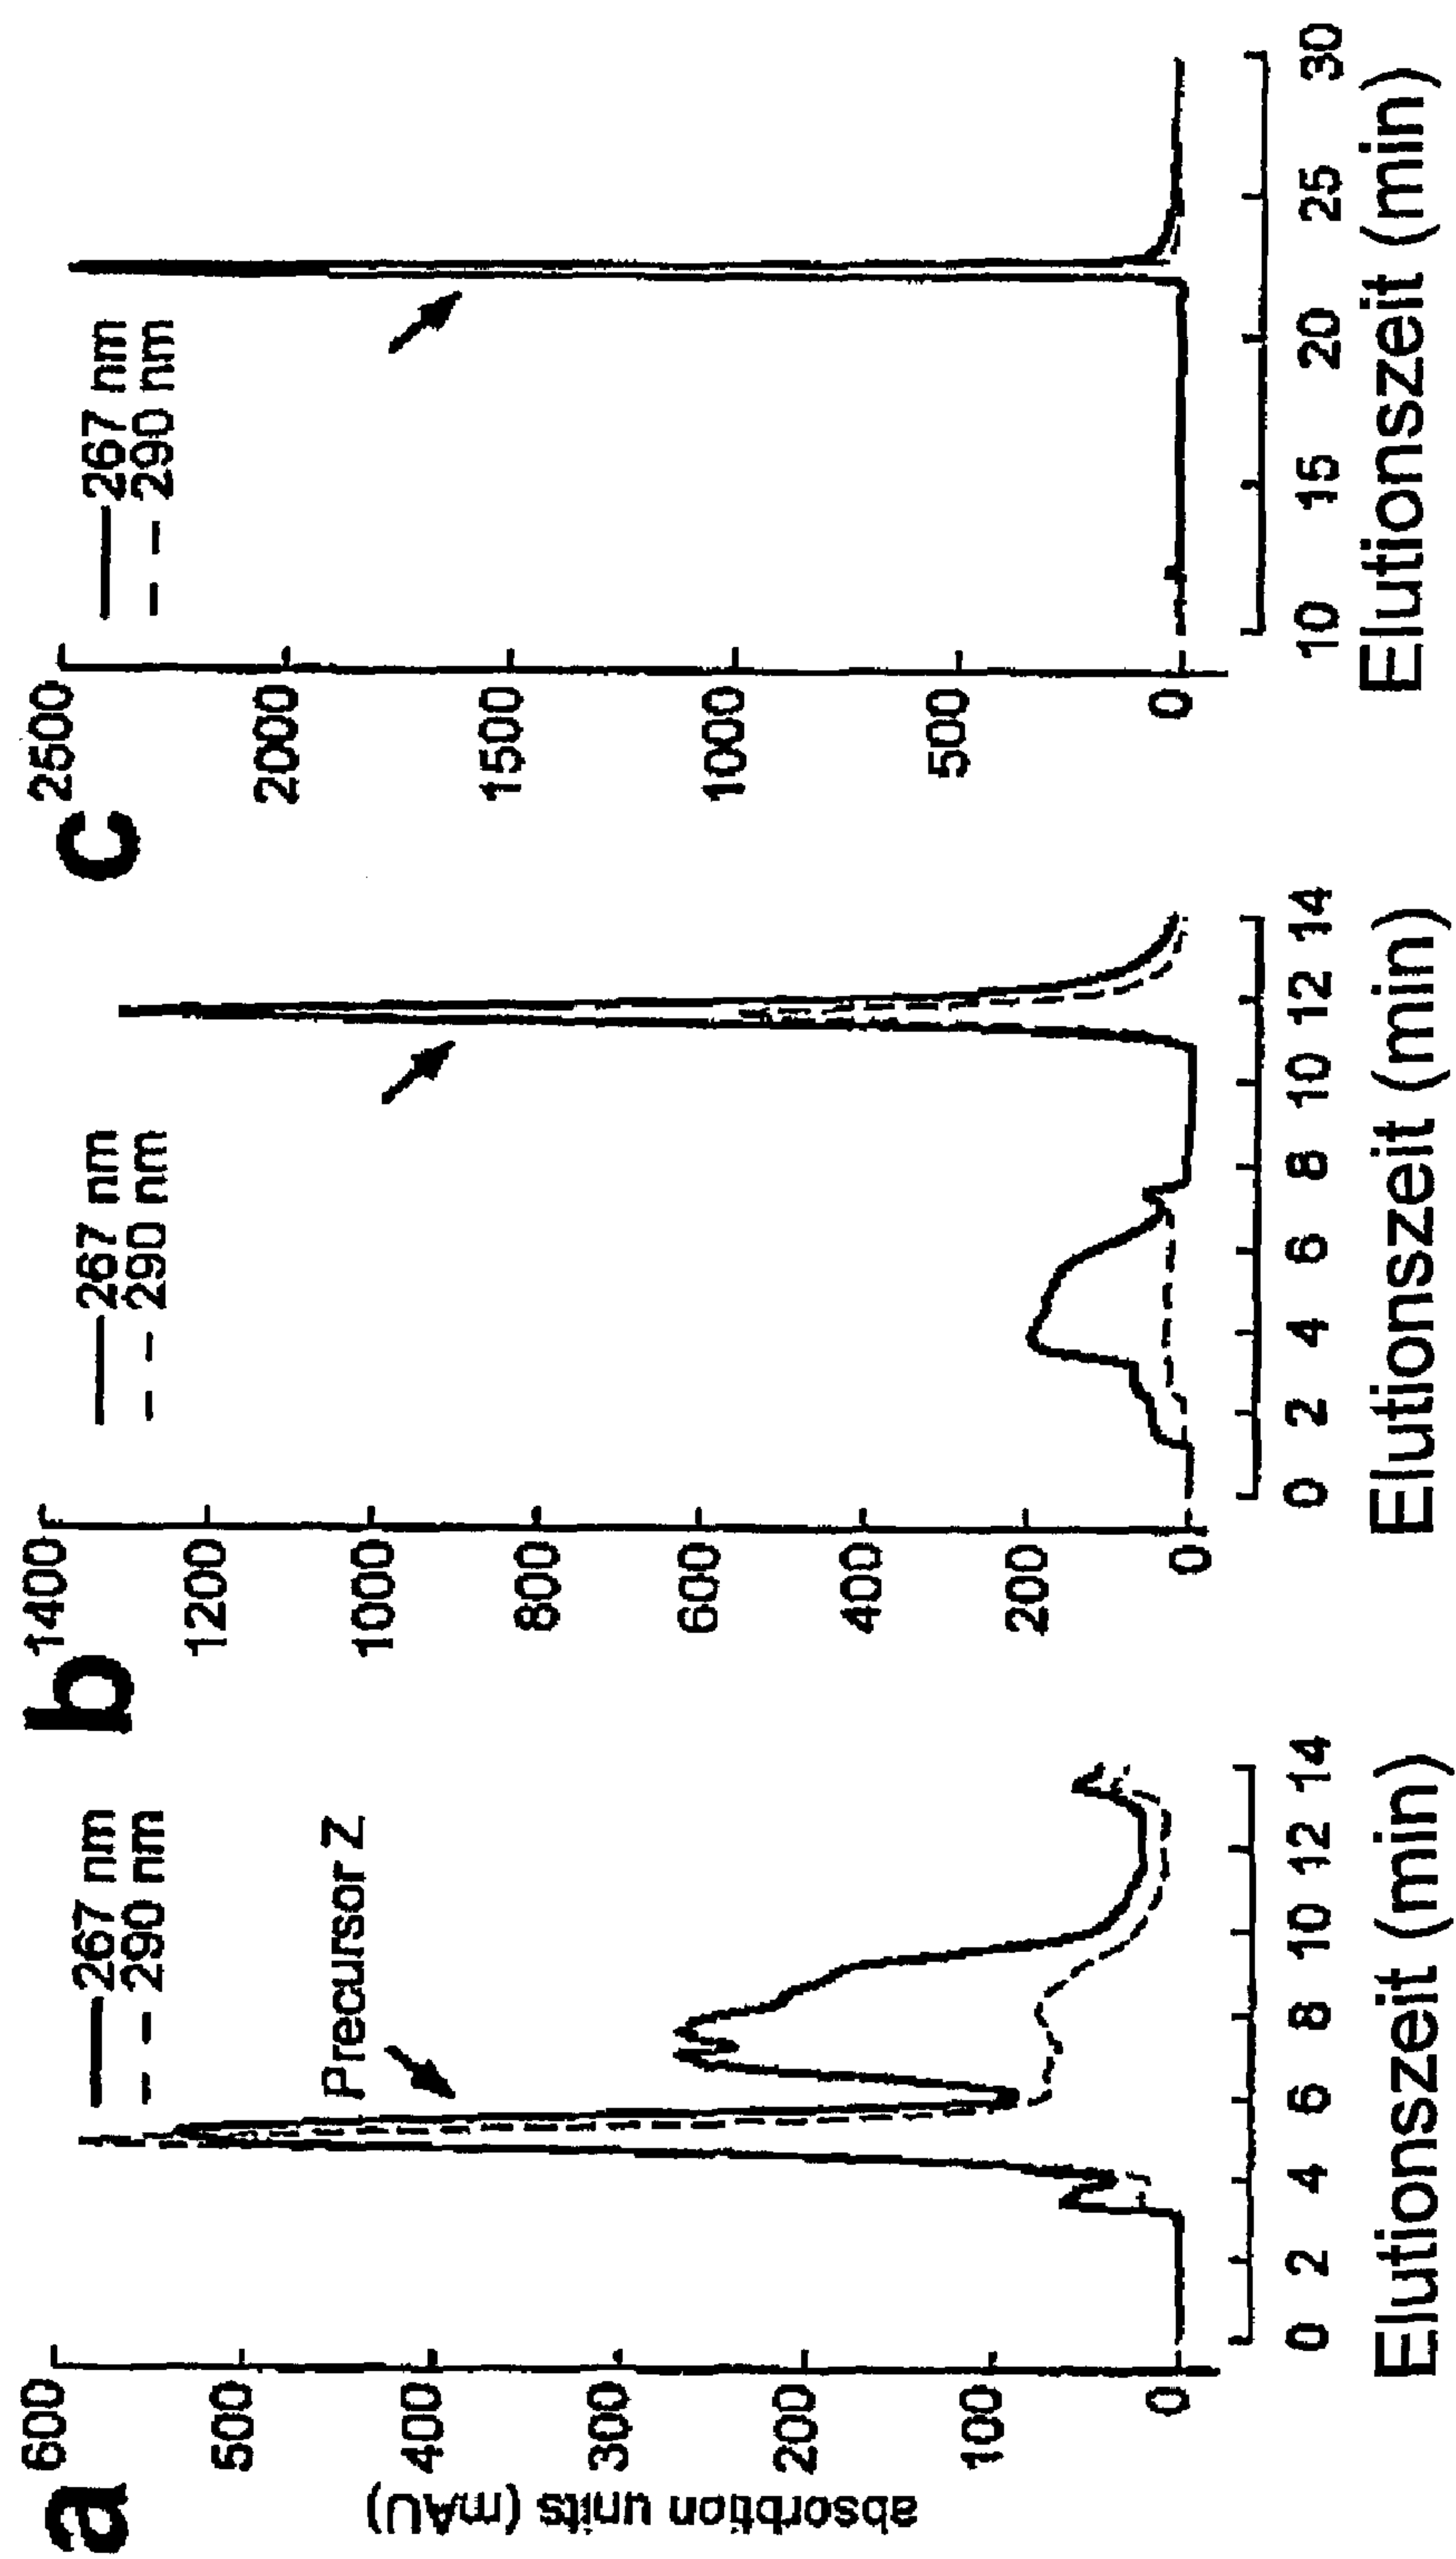 a
absorption units (mAU)
600
500
400
300
200
100
0
267 nm
290 nm
Precursor Z
0 2 4 6 8 10 12 14
Elutionszeit (min)
b
1400
1200
1000
800
600
400
200
0
267 nm
290 nm
0 2 4 6 8 10 12 14
Elutionszeit (min)
c
2500
2000
1500
1000
500
0
267 nm
290 nm
10 15 20 25 30
Elutionszeit (min)